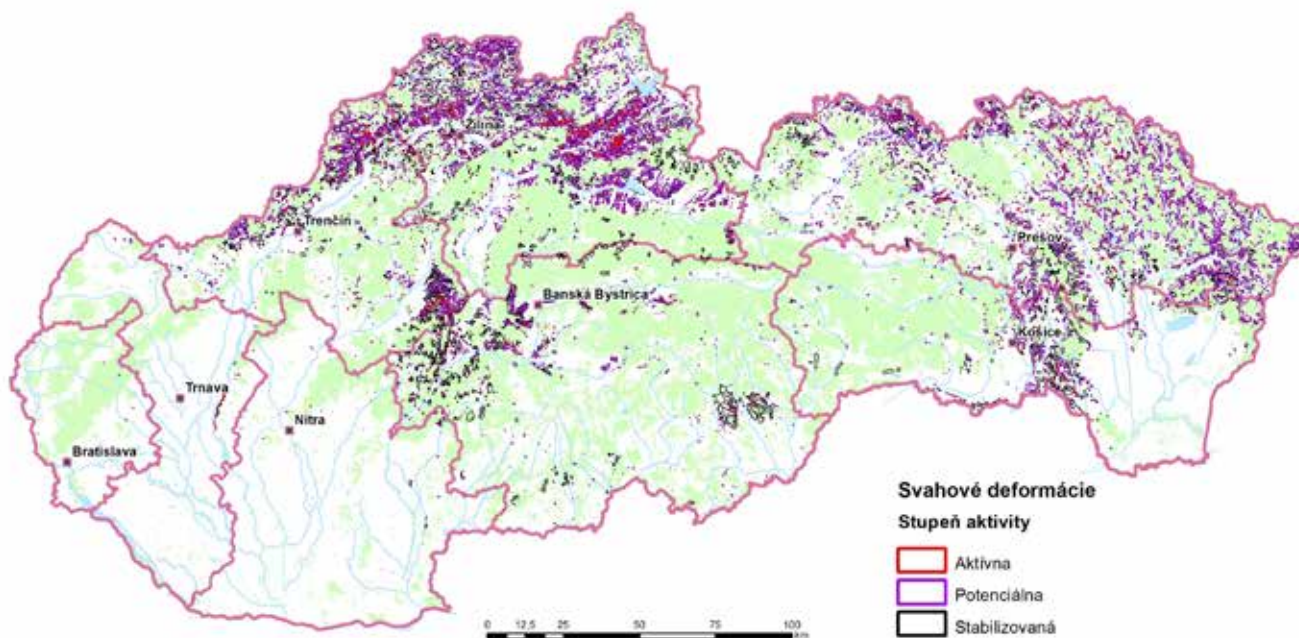 Žilina
Trenčín
Prešov
Banská Bystrica
Košice
Trnava
Nitra
Bratislava
Svahové deformácie
Stupeň aktivity
Aktívna
Potenciálna
Stabilizovaná
0 12,5 25 50 75 100
km